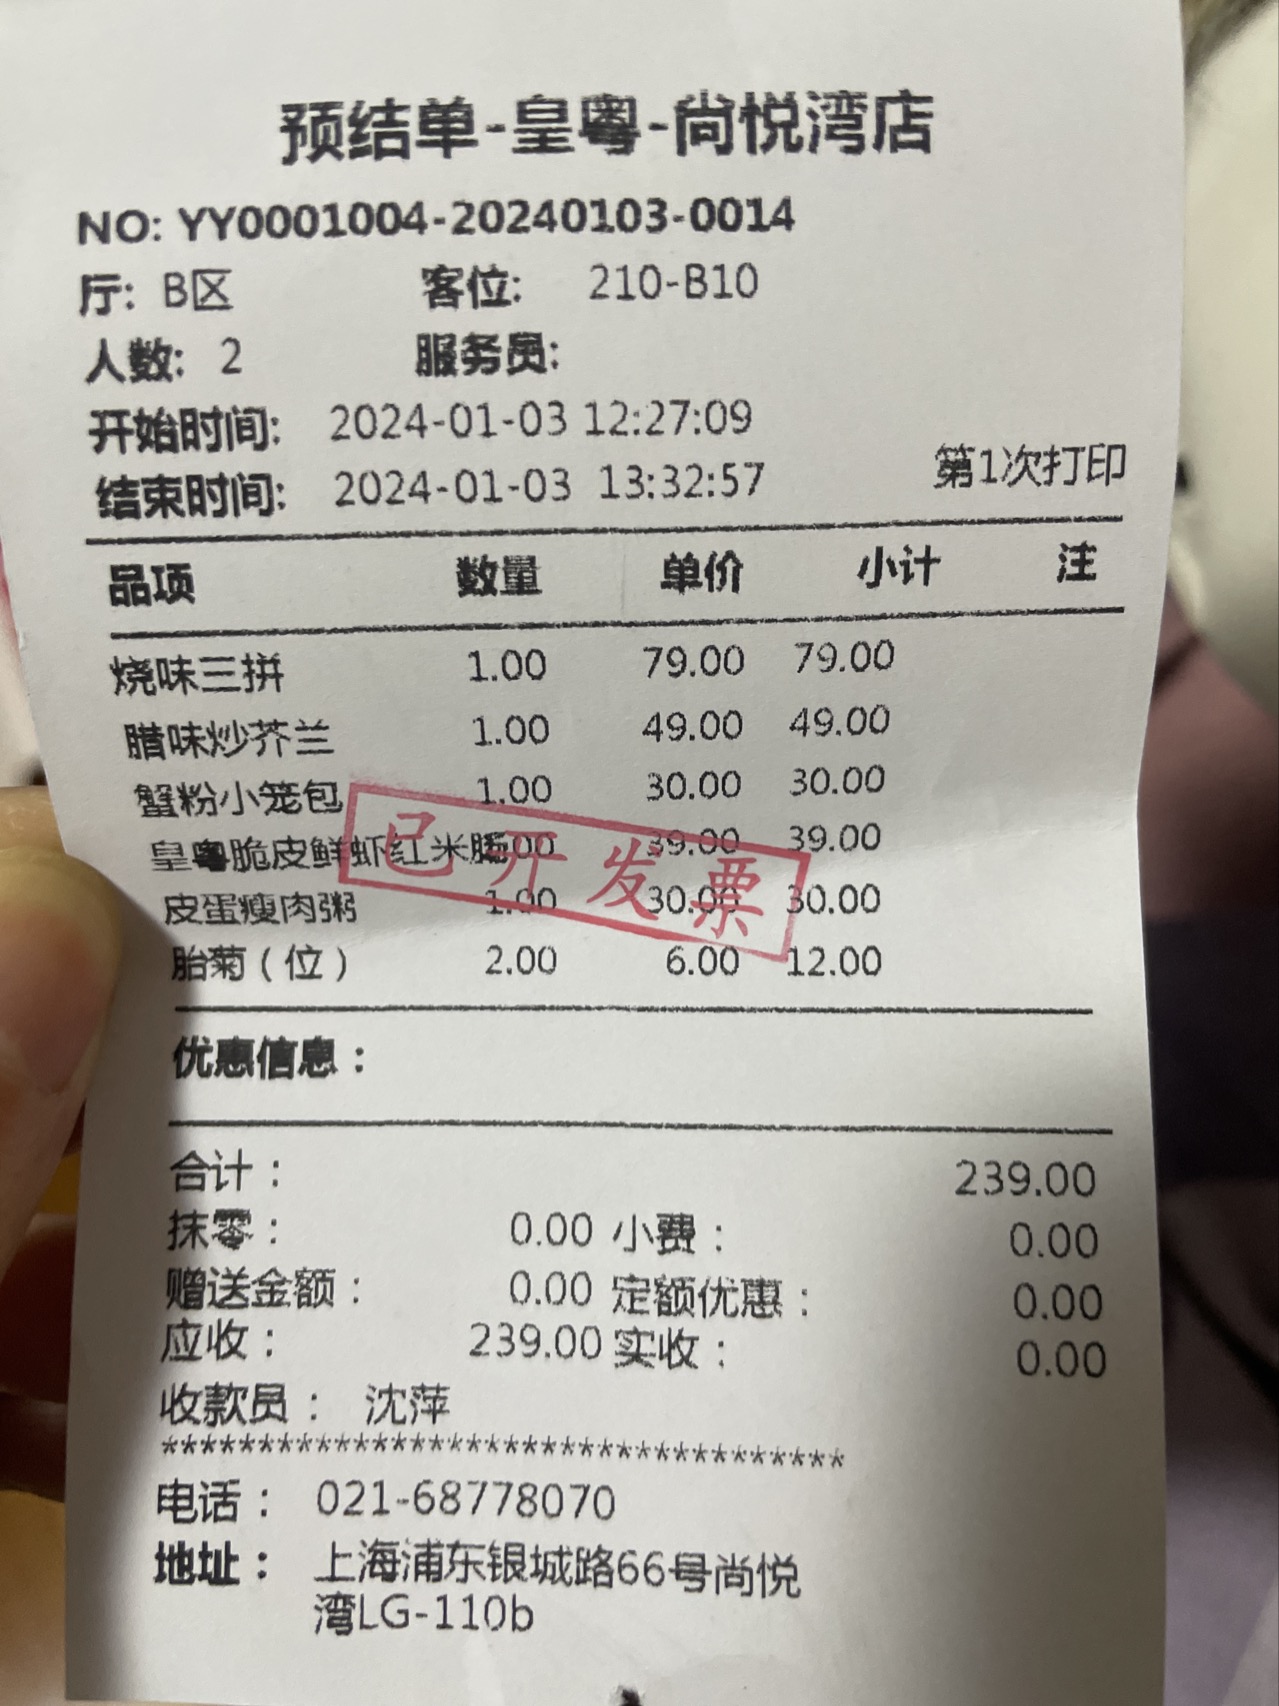 预结单-皇粤-尚悦湾店
NO: YY0001004-20240103-0014
厅: B区 客位: 210-B10
人数: 2 服务员:
开始时间: 2024-01-03 12:27:09
结束时间: 2024-01-03 13:32:57 第1次打印
品项 数量 单价 小计 注
烧味三拼 1.00 79.00 79.00
腊味炒芥兰 1.00 49.00 49.00
蟹粉小笼包 1.00 30.00 30.00
皇粤脆皮鲜虾红米肠 1.00 39.00 39.00
皮蛋瘦肉粥 1.00 30.00 30.00
已开发票
胎菊（位） 2.00 6.00 12.00
优惠信息：
合计： 239.00
抹零： 0.00 小费： 0.00
赠送金额： 0.00 定额优惠： 0.00
应收： 239.00 实收： 0.00
收款员： 沈萍
************************************
电话： 021-68778070
地址： 上海浦东银城路66号尚悦
湾LG-110b